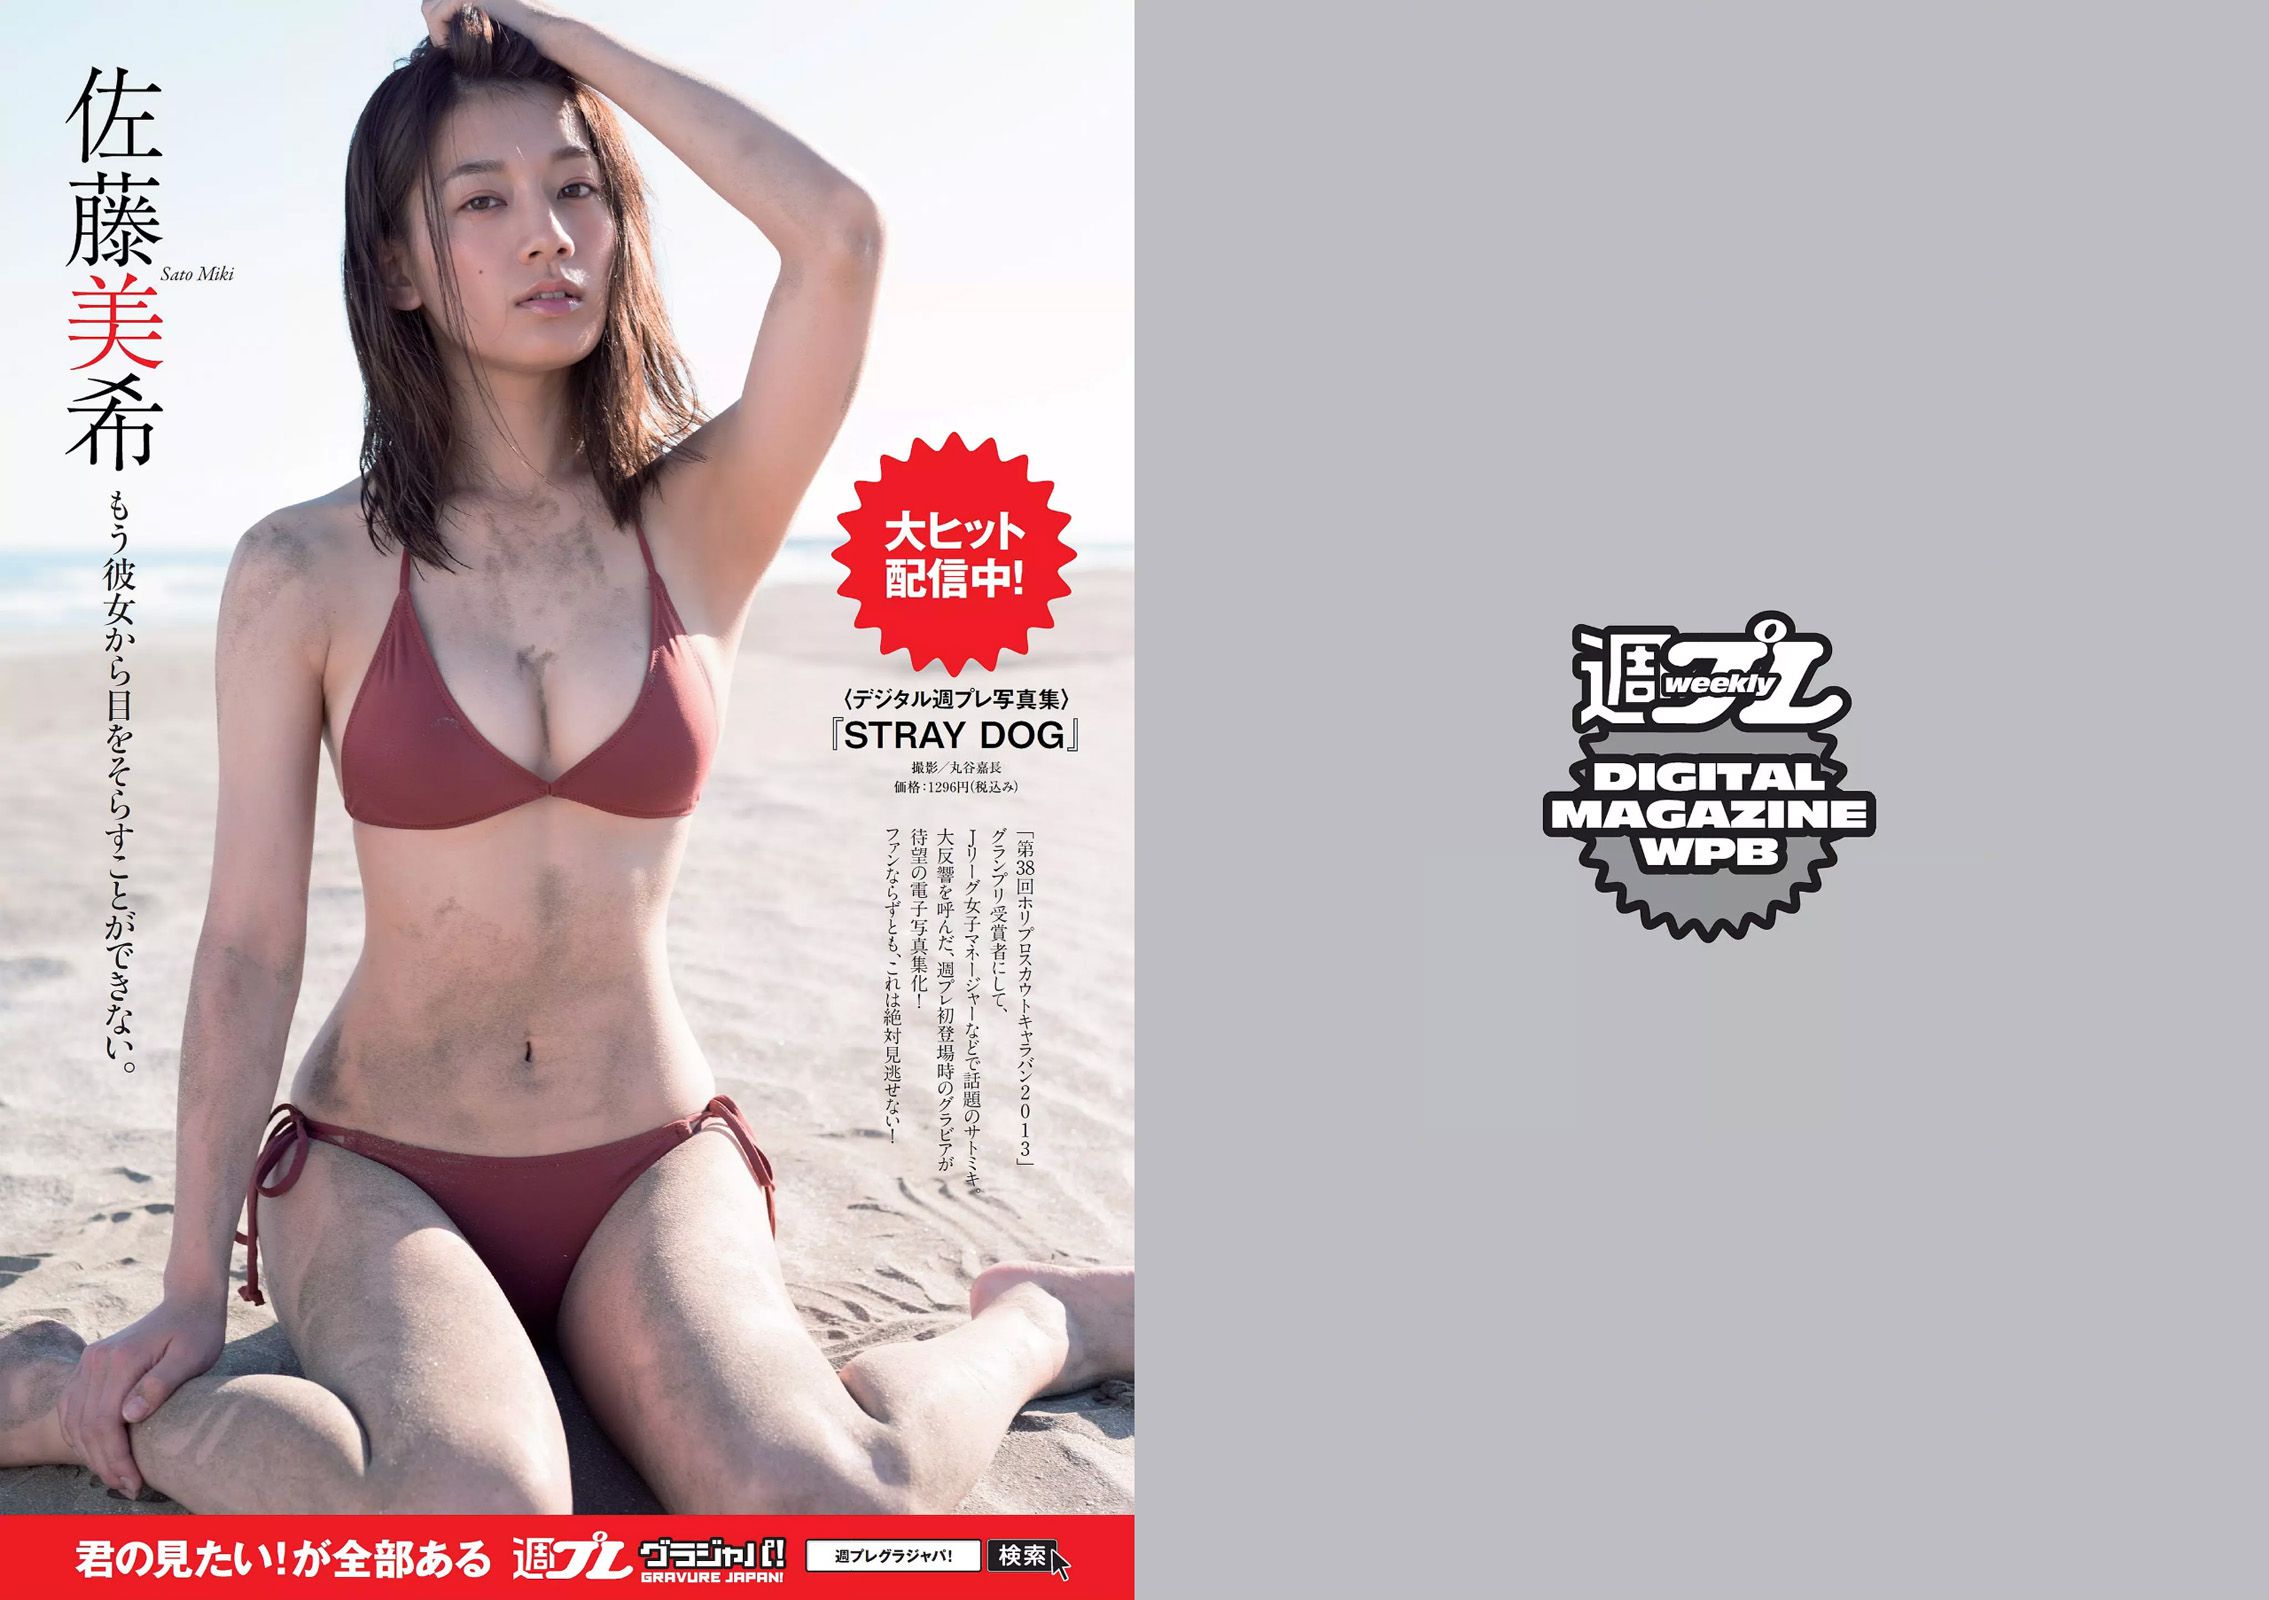 佐藤美希
Sato Miki
もう彼女から目をそらすことができない。
大ヒット
配信中!
〈デジタル週プレ写真集〉
『STRAY DOG』
撮影／丸谷嘉長
価格：1296円(税込み)
「第38回ホリプロスカウトキャラバン2013」
グランプリ受賞者にして、
Jリーグ女子マネージャーなどで話題のサトミキ。
大反響を呼んだ、週プレ初登場時のグラビアが
待望の電子写真集化！
ファンならずとも、これは絶対見逃せない！
君の見たい!が全部ある 週プレ グラジャパ!
GRAVURE JAPAN!
週プレグラジャパ! 検索
週プレ
weekly
DIGITAL
MAGAZINE
WPB